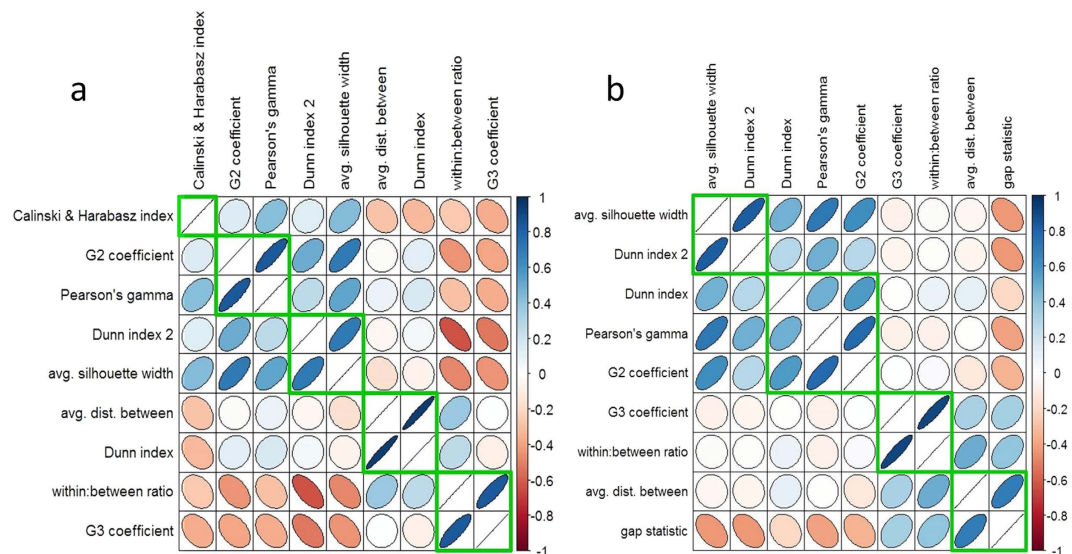 a
Calinski & Harabasz index
G2 coefficient
Pearson's gamma
Dunn index 2
avg. silhouette width
avg. dist. between
Dunn index
within:between ratio
G3 coefficient
Calinski & Harabasz index
G2 coefficient
Pearson's gamma
Dunn index 2
avg. silhouette width
avg. dist. between
Dunn index
within:between ratio
G3 coefficient
1
0.8
0.6
0.4
0.2
0
-0.2
-0.4
-0.6
-0.8
-1
b
avg. silhouette width
Dunn index 2
Dunn index
Pearson's gamma
G2 coefficient
G3 coefficient
within:between ratio
avg. dist. between
gap statistic
avg. silhouette width
Dunn index 2
Dunn index
Pearson's gamma
G2 coefficient
G3 coefficient
within:between ratio
avg. dist. between
gap statistic
1
0.8
0.6
0.4
0.2
0
-0.2
-0.4
-0.6
-0.8
-1